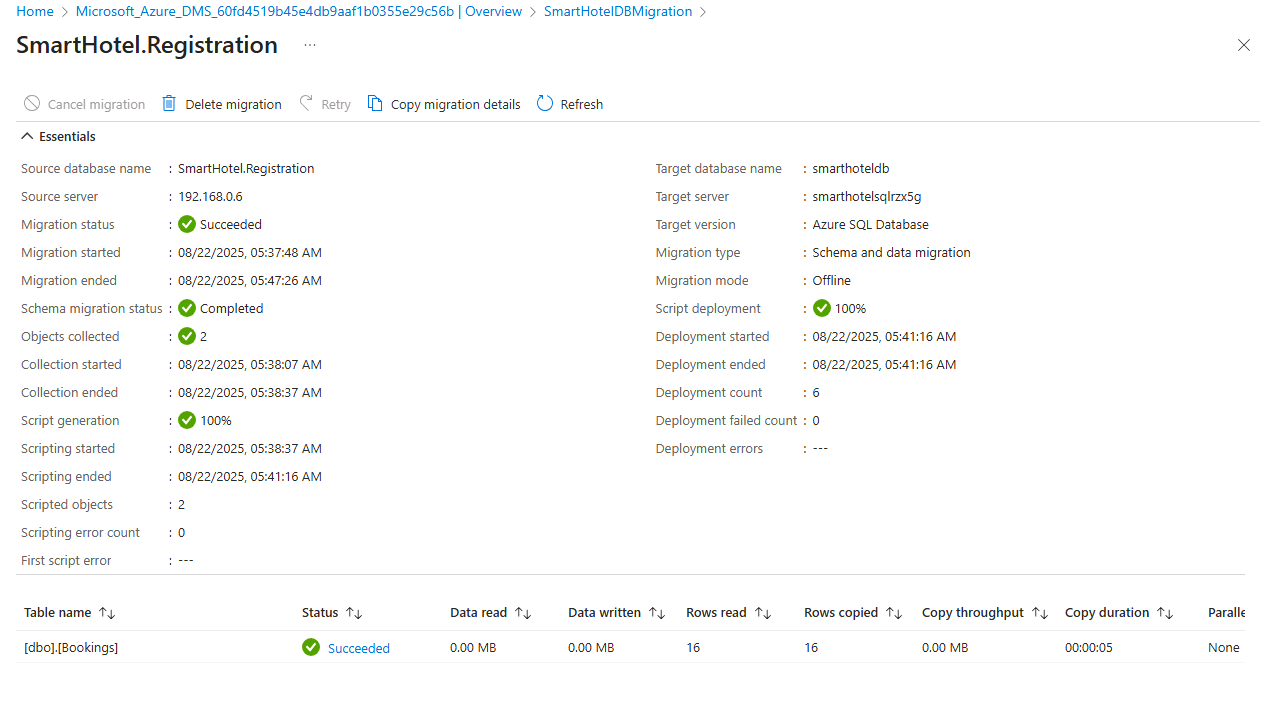 Home > Microsoft_Azure_DMS_60fd4519b45e4db9aaf1b0355e29c56b | Overview > SmartHotelDBMigration >
SmartHotel.Registration ...
Cancel migration Delete migration Retry Copy migration details Refresh
Essentials
Source database name : SmartHotel.Registration
Source server : 192.168.0.6
Migration status : Succeeded
Migration started : 08/22/2025, 05:37:48 AM
Migration ended : 08/22/2025, 05:47:26 AM
Schema migration status : Completed
Objects collected : 2
Collection started : 08/22/2025, 05:38:07 AM
Collection ended : 08/22/2025, 05:38:37 AM
Script generation : 100%
Scripting started : 08/22/2025, 05:38:37 AM
Scripting ended : 08/22/2025, 05:41:16 AM
Scripted objects : 2
Scripting error count : 0
First script error : ---
Target database name : smarthoteldb
Target server : smarthotelsqlrzx5g
Target version : Azure SQL Database
Migration type : Schema and data migration
Migration mode : Offline
Script deployment : 100%
Deployment started : 08/22/2025, 05:41:16 AM
Deployment ended : 08/22/2025, 05:41:16 AM
Deployment count : 6
Deployment failed count : 0
Deployment errors : ---
Table name Status Data read Data written Rows read Rows copied Copy throughput Copy duration Paralle
[dbo].[Bookings] Succeeded 0.00 MB 0.00 MB 16 16 0.00 MB 00:00:05 None